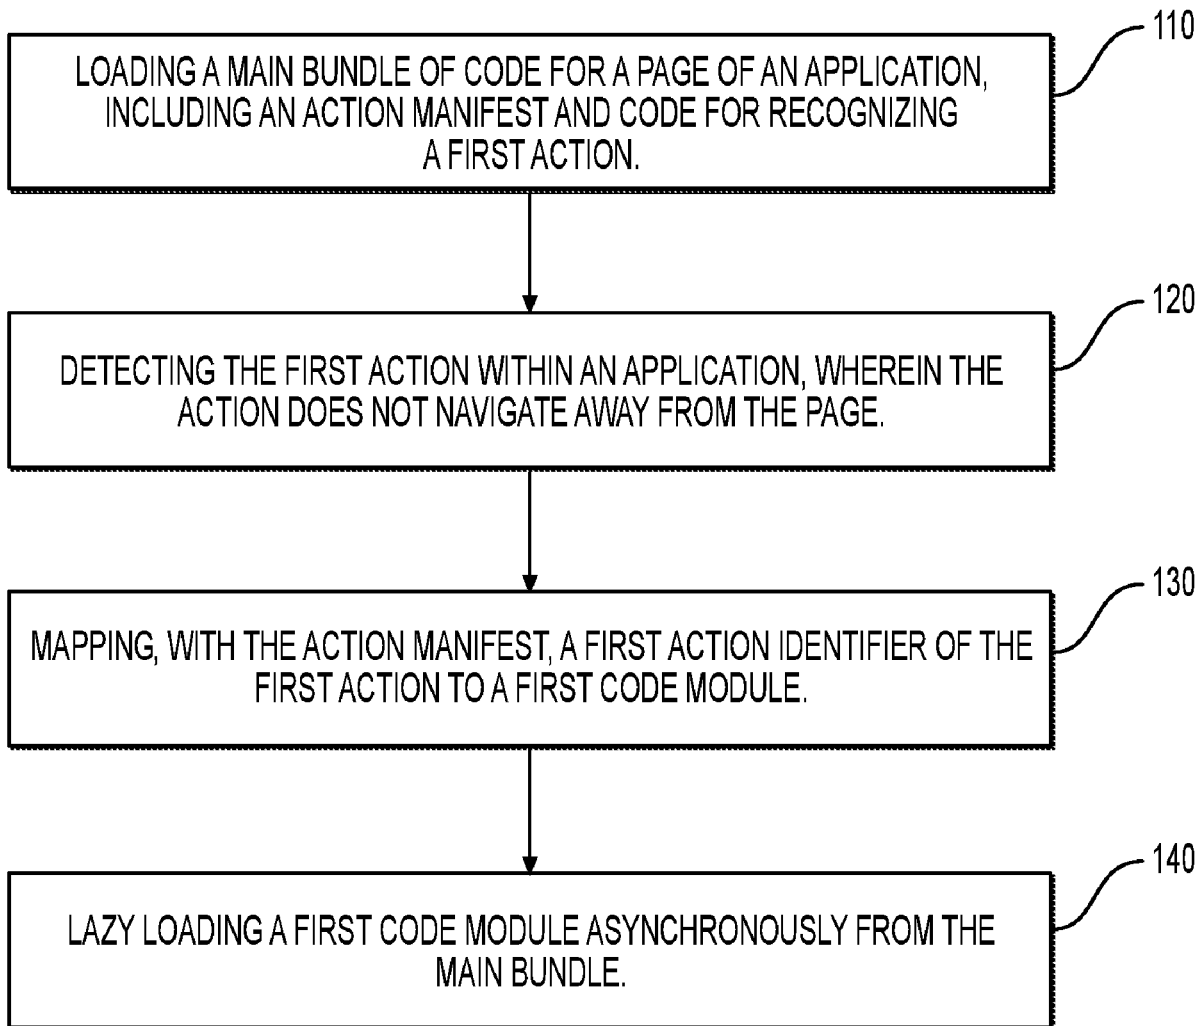 110
LOADING A MAIN BUNDLE OF CODE FOR A PAGE OF AN APPLICATION,
INCLUDING AN ACTION MANIFEST AND CODE FOR RECOGNIZING
A FIRST ACTION.
120
DETECTING THE FIRST ACTION WITHIN AN APPLICATION, WHEREIN THE
ACTION DOES NOT NAVIGATE AWAY FROM THE PAGE.
130
MAPPING, WITH THE ACTION MANIFEST, A FIRST ACTION IDENTIFIER OF THE
FIRST ACTION TO A FIRST CODE MODULE.
140
LAZY LOADING A FIRST CODE MODULE ASYNCHRONOUSLY FROM THE
MAIN BUNDLE.